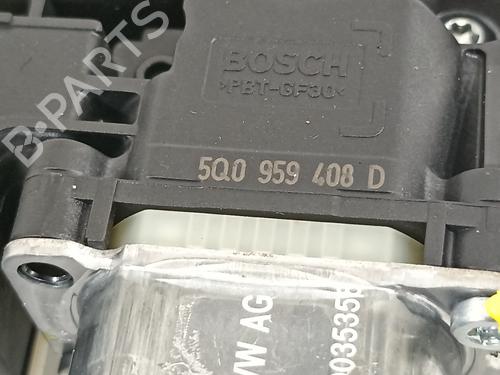 BOSCH
>PBT-GF30<
5Q0 959 408 D
VW AG
035358
B-PARTS